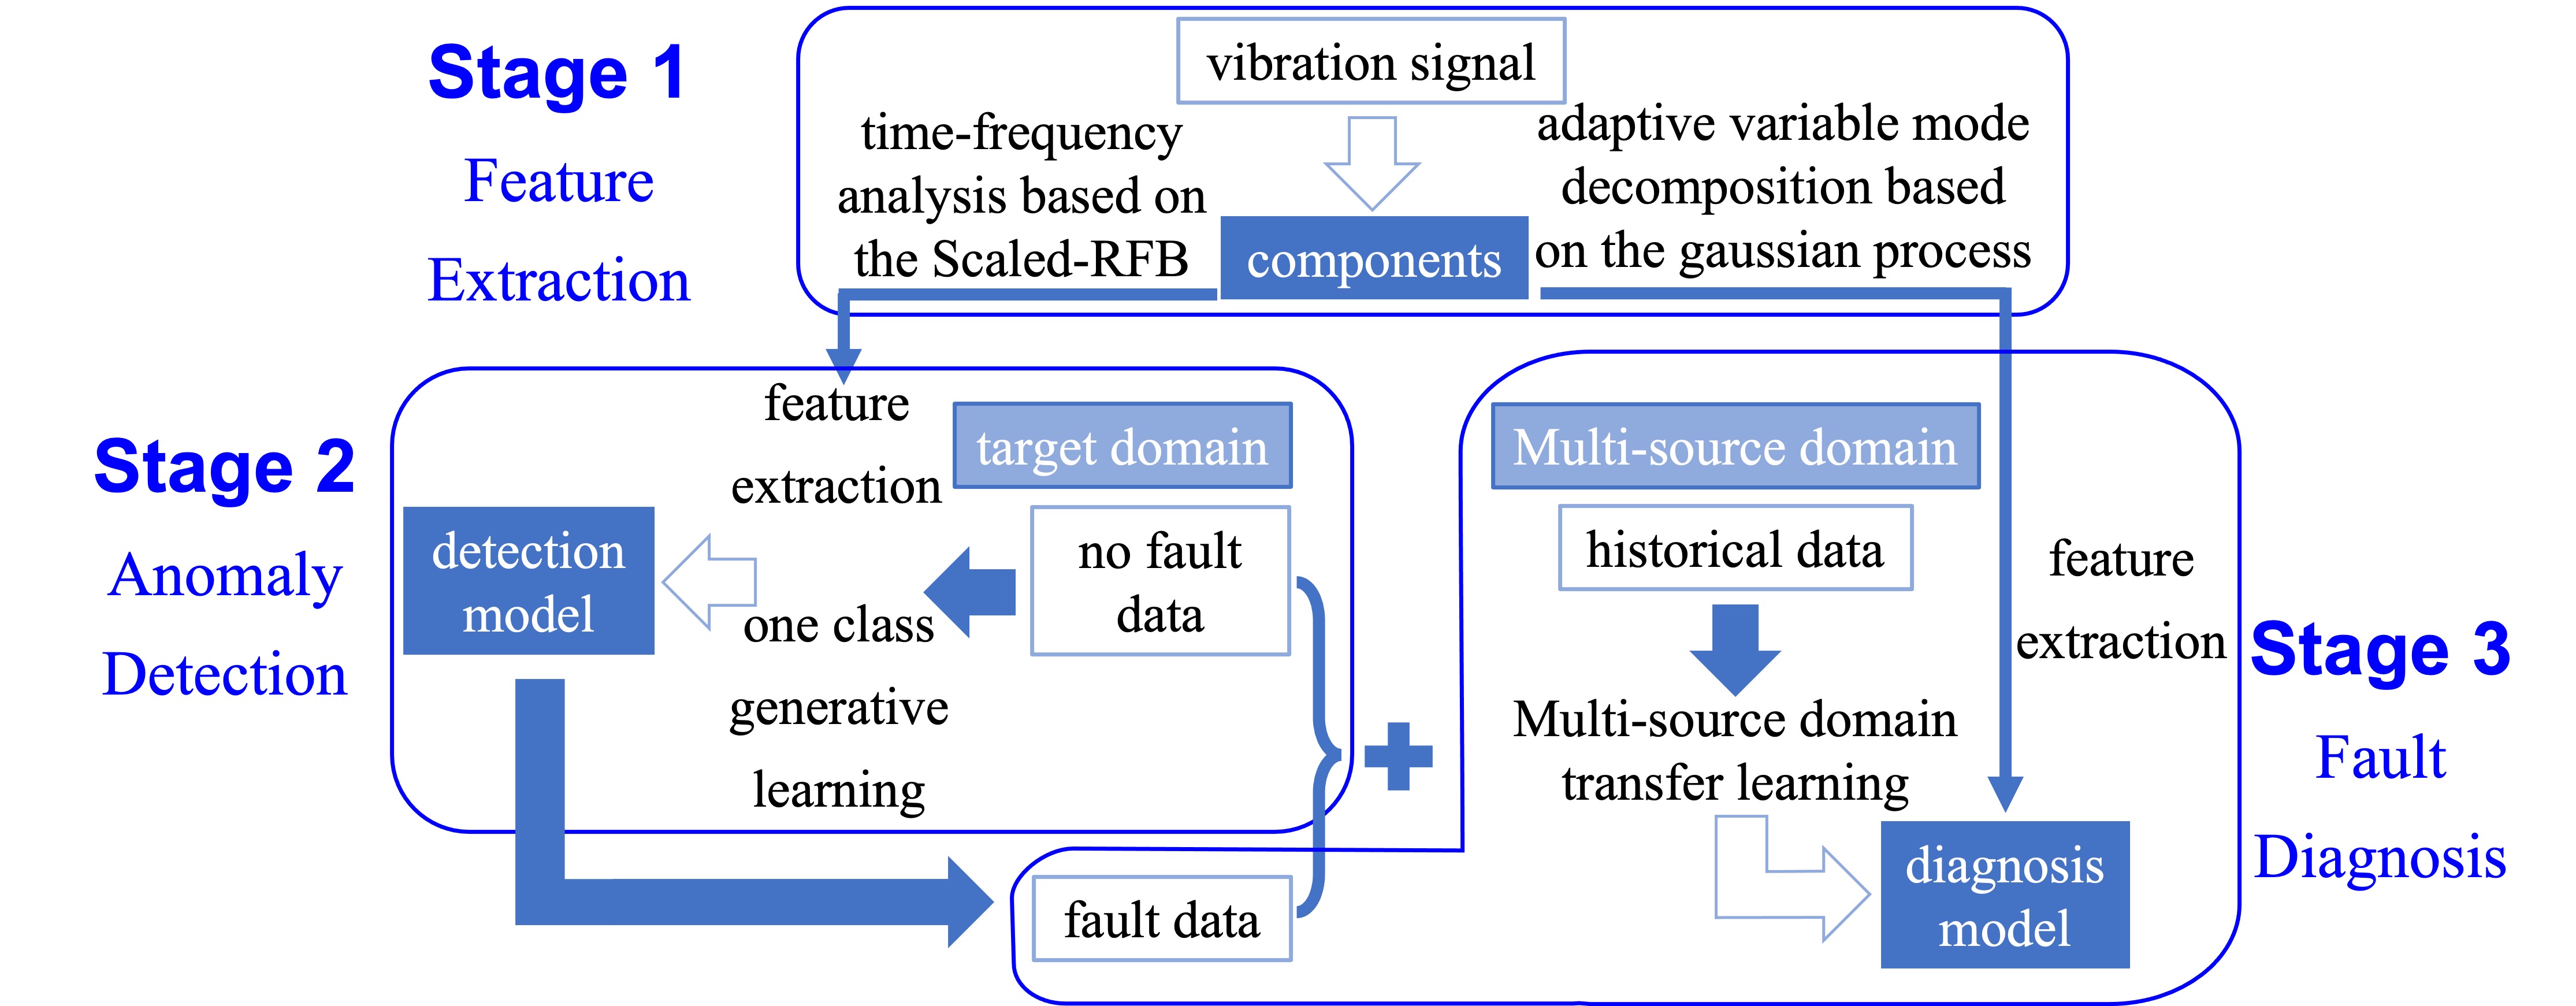 Stage 1
Feature
Extraction
vibration signal
time-frequency
analysis based on
the Scaled-RFB
adaptive variable mode
decomposition based
on the gaussian process
components
Stage 2
Anomaly
Detection
feature
extraction
target domain
detection
model
no fault
data
one class
generative
learning
fault data
Multi-source domain
historical data
Multi-source domain
transfer learning
feature
extraction
diagnosis
model
Stage 3
Fault
Diagnosis